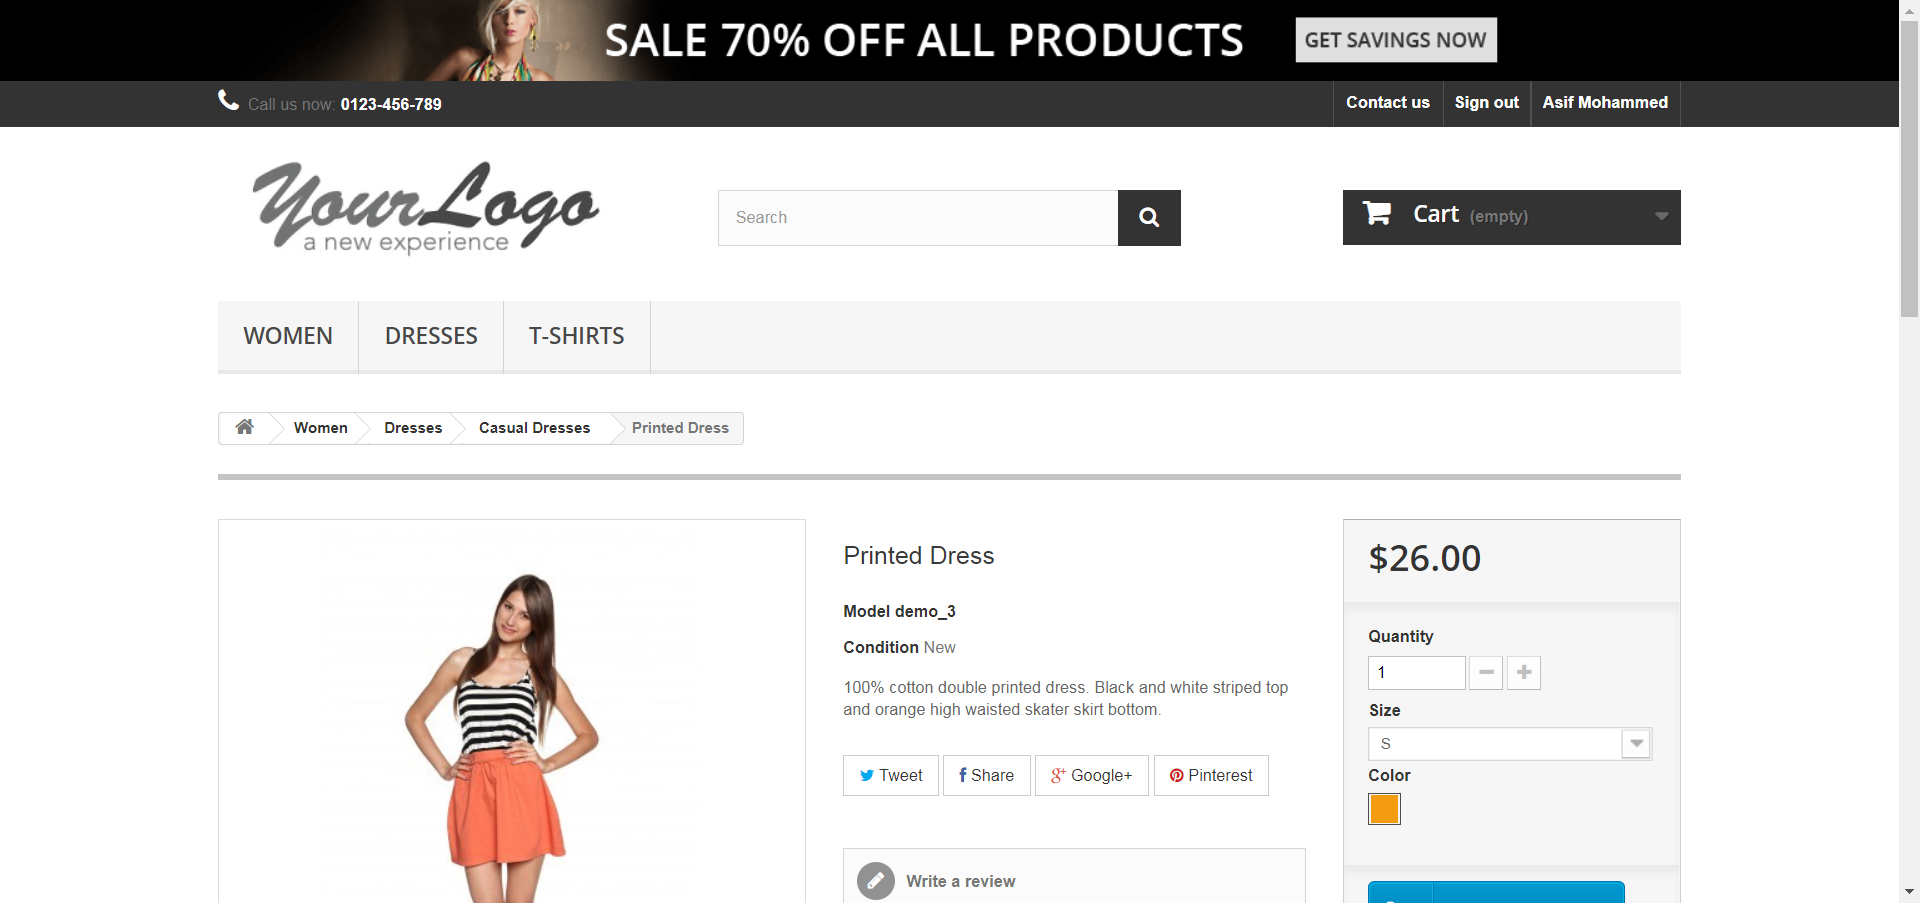 SALE 70% OFF ALL PRODUCTS GET SAVINGS NOW
Call us now: 0123-456-789 Contact us Sign out Asif Mohammed
YourLogo
a new experience
Search
Cart (empty)
WOMEN DRESSES T-SHIRTS
Women Dresses Casual Dresses Printed Dress
Printed Dress
Model demo_3
Condition New
100% cotton double printed dress. Black and white striped top
and orange high waisted skater skirt bottom.
Tweet Share Google+ Pinterest
Write a review
$26.00
Quantity
1
Size
S
Color